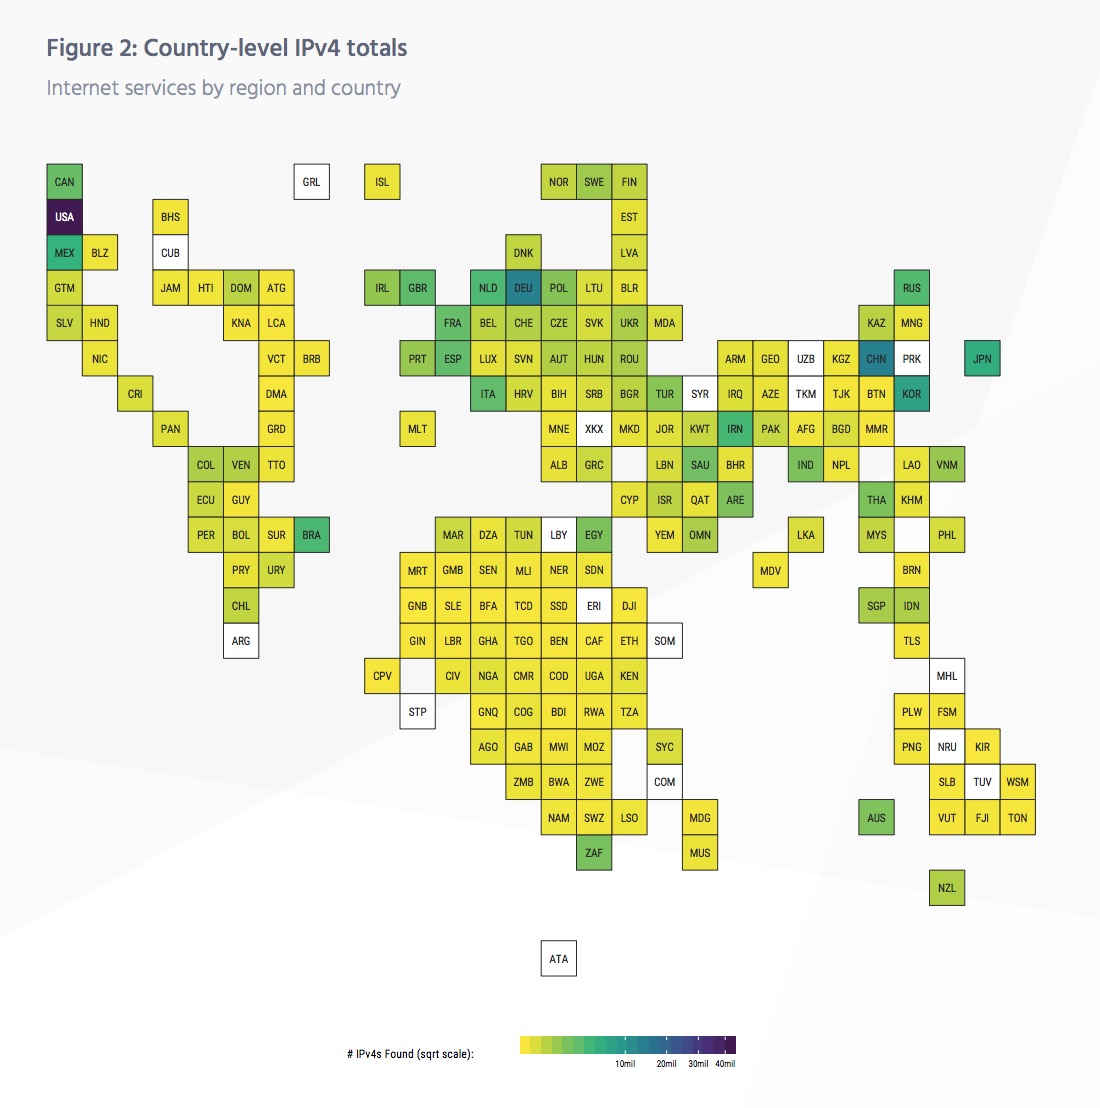 Figure 2: Country-level IPv4 totals
Internet services by region and country
CAN GRL ISL NOR SWE FIN
USA BHS EST
MEX BLZ CUB DNK LVA
GTM JAM HTI DOM ATG IRL GBR NLD DEU POL LTU BLR RUS
SLV HND KNA LCA FRA BEL CHE CZE SVK UKR MDA KAZ MNG
NIC VCT BRB PRT ESP LUX SVN AUT HUN ROU ARM GEO UZB KGZ CHN PRK JPN
CRI DMA ITA HRV BIH SRB BGR TUR SYR IRQ AZE TKM TJK BTN KOR
PAN GRD MLT MNE XKX MKD JOR KWT IRN PAK AFG BGD MMR
COL VEN TTO ALB GRC LBN SAU BHR IND NPL LAO VNM
ECU GUY CYP ISR QAT ARE THA KHM
PER BOL SUR BRA MAR DZA TUN LBY EGY YEM OMN LKA MYS PHL
PRY URY MRT GMB SEN MLI NER SDN MDV BRN
CHL GNB SLE BFA TCD SSD ERI DJI SGP IDN
ARG GIN LBR GHA TGO BEN CAF ETH SOM TLS
CPV CIV NGA CMR COD UGA KEN MHL
STP GNQ COG BDI RWA TZA PLW FSM
AGO GAB MWI MOZ SYC PNG NRU KIR
ZMB BWA ZWE COM SLB TUV WSM
NAM SWZ LSO MDG AUS VUT FJI TON
ZAF MUS
NZL
ATA
# IPv4s Found (sqrt scale):
10mil 20mil 30mil 40mil